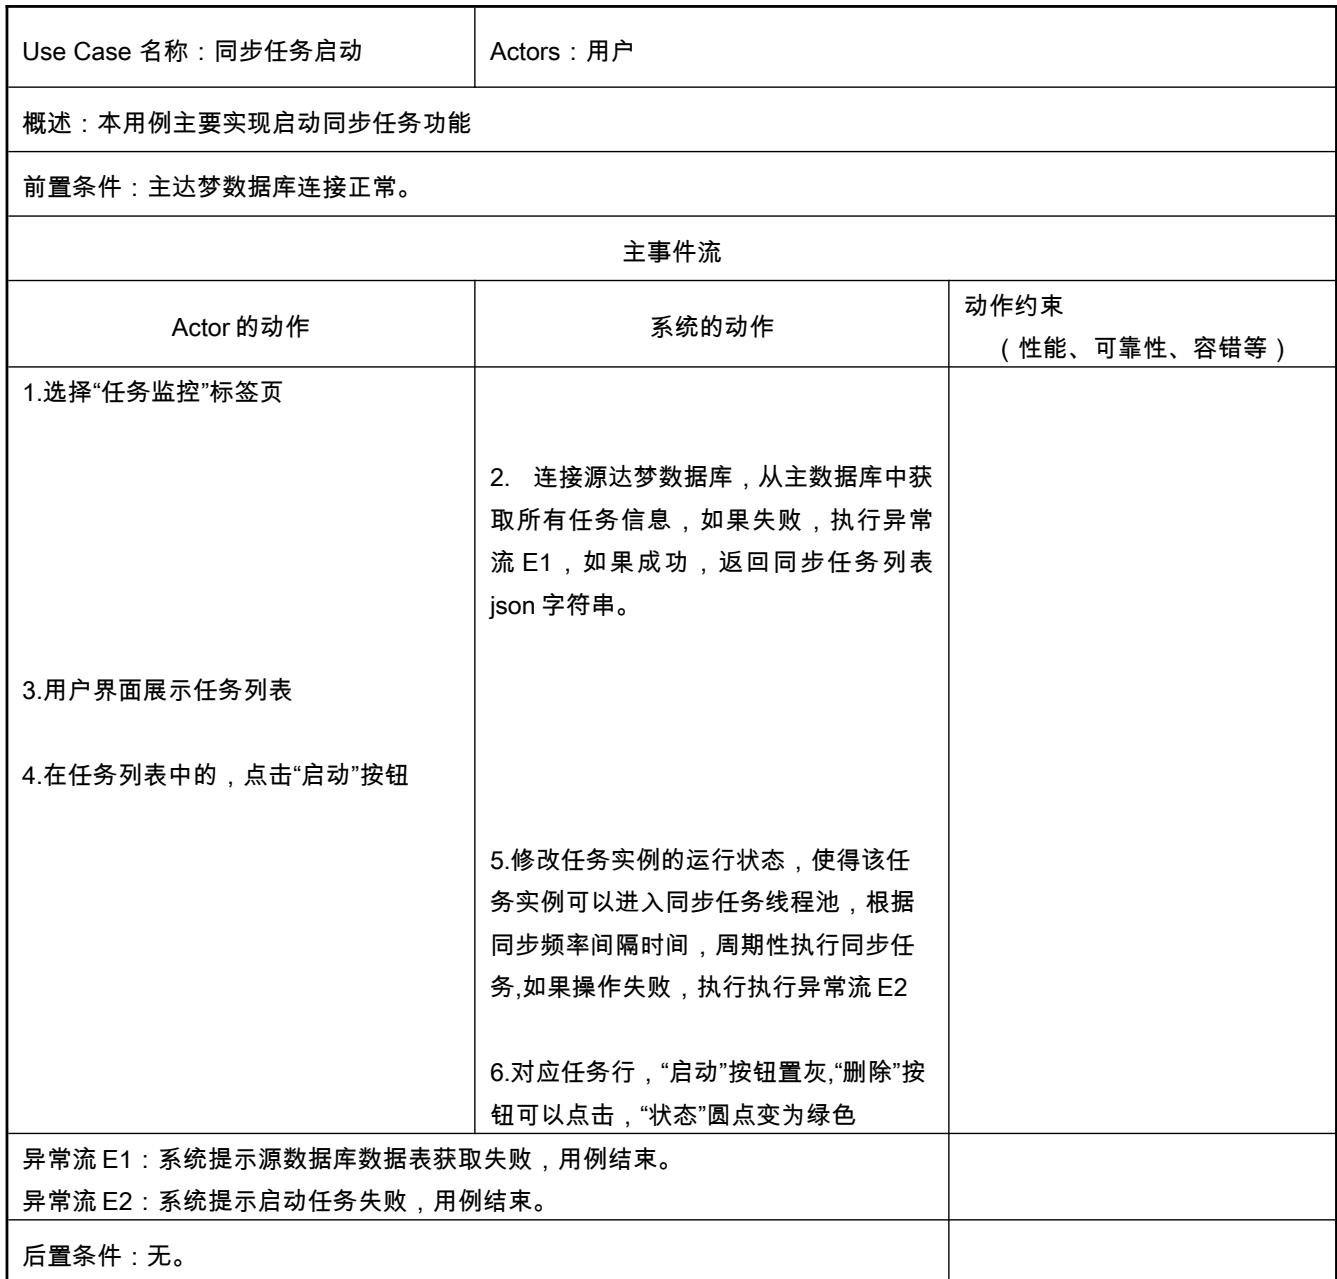 Use Case 名称：同步任务启动
Actors：用户
概述：本用例主要实现启动同步任务功能
前置条件：主达梦数据库连接正常。
主事件流
Actor 的动作
系统的动作
动作约束
（性能、可靠性、容错等）
1.选择“任务监控”标签页
2. 连接源达梦数据库，从主数据库中获
取所有任务信息，如果失败，执行异常
流 E1，如果成功，返回同步任务列表
json 字符串。
3.用户界面展示任务列表
4.在任务列表中的，点击“启动”按钮
5.修改任务实例的运行状态，使得该任
务实例可以进入同步任务线程池，根据
同步频率间隔时间，周期性执行同步任
务,如果操作失败，执行执行异常流 E2
6.对应任务行，“启动”按钮置灰,“删除”按
钮可以点击，“状态”圆点变为绿色
异常流 E1：系统提示源数据库数据表获取失败，用例结束。
异常流 E2：系统提示启动任务失败，用例结束。
后置条件：无。